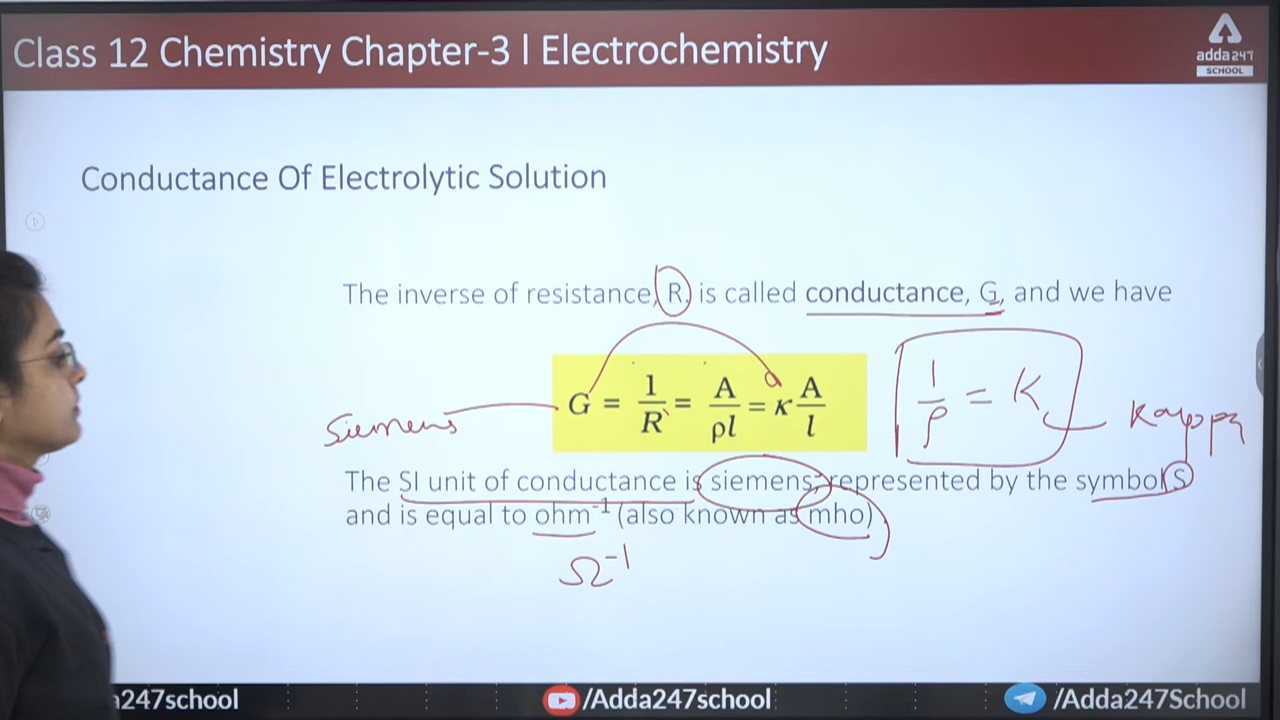 Class 12 Chemistry Chapter-3 l Electrochemistry
adda247
SCHOOL
Conductance Of Electrolytic Solution
The inverse of resistance, R, is called conductance, G, and we have
G = 1/R = A/ρl = κ A/l
1/ρ = K
Kappa
Siemens
The SI unit of conductance is siemens, represented by the symbol S
and is equal to ohm⁻¹ (also known as mho)
Ω⁻¹
a247school
/Adda247school
/Adda247School